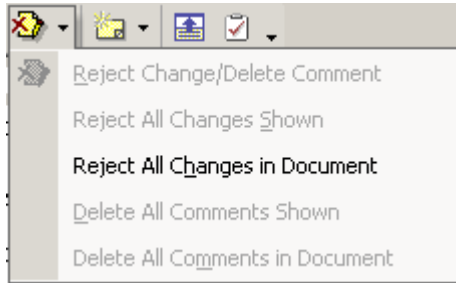 Reject Change/Delete Comment
Reject All Changes Shown
Reject All Changes in Document
Delete All Comments Shown
Delete All Comments in Document